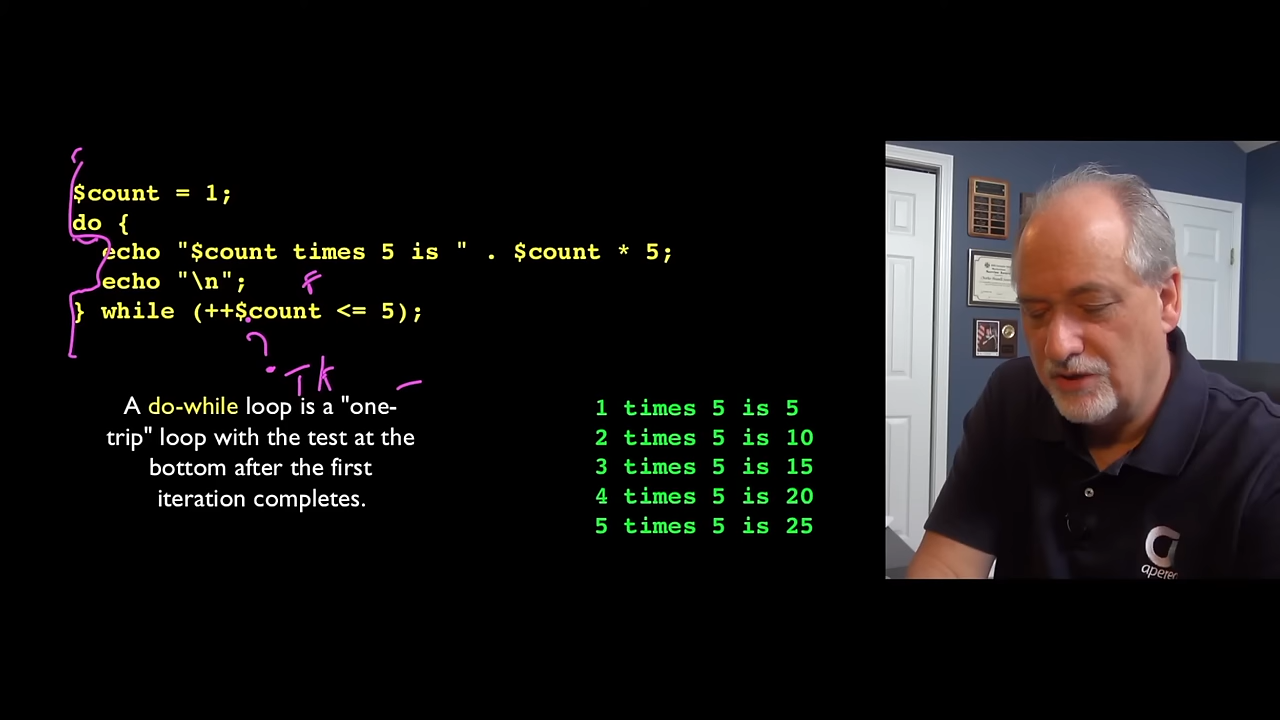 $count = 1;
do {
  echo "$count times 5 is " . $count * 5;
  echo "\n";
} while (++$count <= 5);
A do-while loop is a "one-
trip" loop with the test at the
bottom after the first
iteration completes.
1 times 5 is 5
2 times 5 is 10
3 times 5 is 15
4 times 5 is 20
5 times 5 is 25